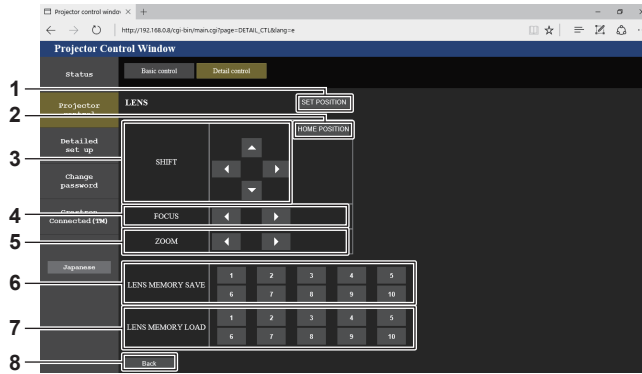 Projector control window
http://192.168.0.8/cgi-bin/main.cgi?page=DETAIL_CTL&lang=e
Projector Control Window
Status
Basic control
Detail control
1
Projector
LENS
SET POSITION
2
HOME POSITION
3
Detailed
set up
SHIFT
Change
password
4
Connected(TM)
FOCUS
5
ZOOM
Japanese
6
LENS MEMORY SAVE
1 2 3 4 5
6 7 8 9 10
7
LENS MEMORY LOAD
1 2 3 4 5
6 7 8 9 10
8
Back